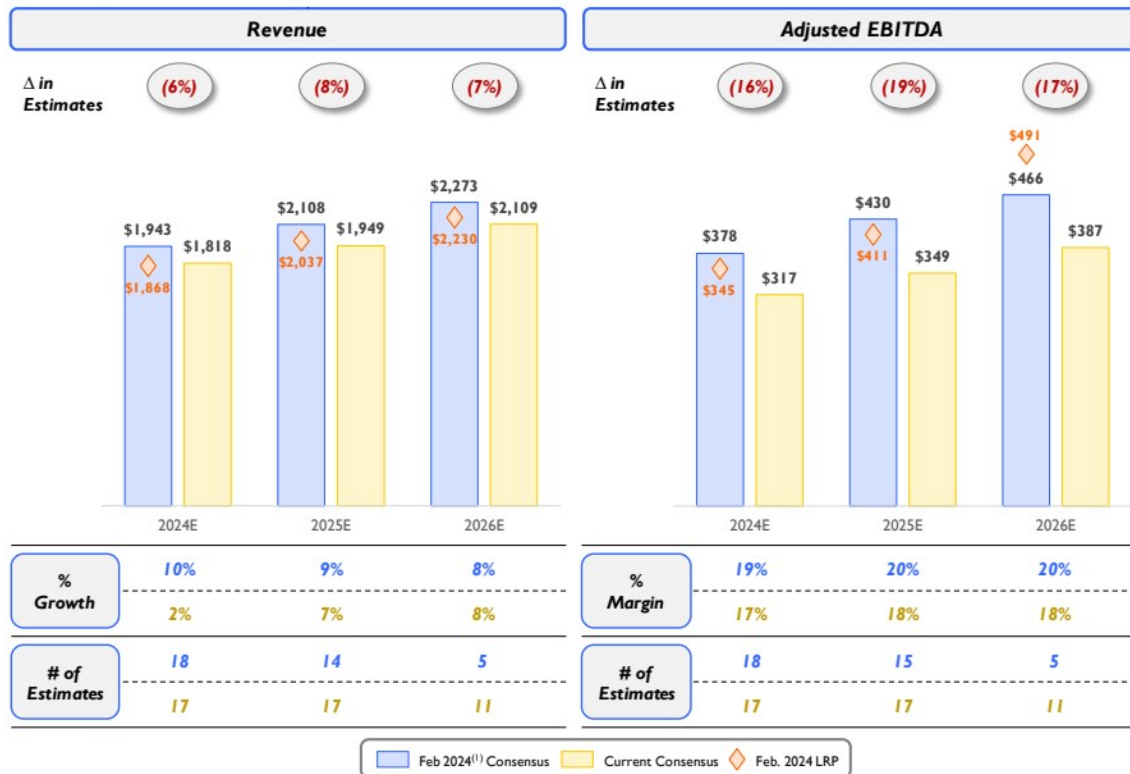 Revenue
Δ in Estimates
(6%) (8%) (7%)
$1,943 $1,868 $1,818
$2,108 $2,037 $1,949
$2,273 $2,230 $2,109
2024E 2025E 2026E
% Growth
10% 9% 8%
2% 7% 8%
# of Estimates
18 14 5
17 17 11
Adjusted EBITDA
Δ in Estimates
(16%) (19%) (17%)
$378 $345 $317
$430 $411 $349
$491 $466 $387
2024E 2025E 2026E
% Margin
19% 20% 20%
17% 18% 18%
# of Estimates
18 15 5
17 17 11
Feb 2024(1) Consensus Current Consensus Feb. 2024 LRP